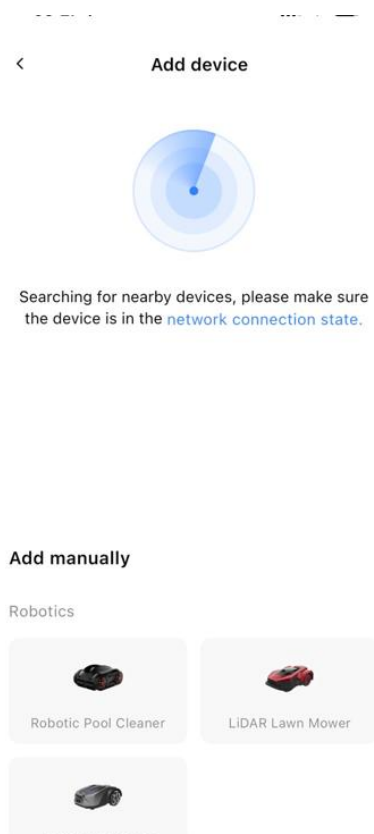 Add device
Searching for nearby devices, please make sure
the device is in the network connection state.
Add manually
Robotics
Robotic Pool Cleaner
LiDAR Lawn Mower